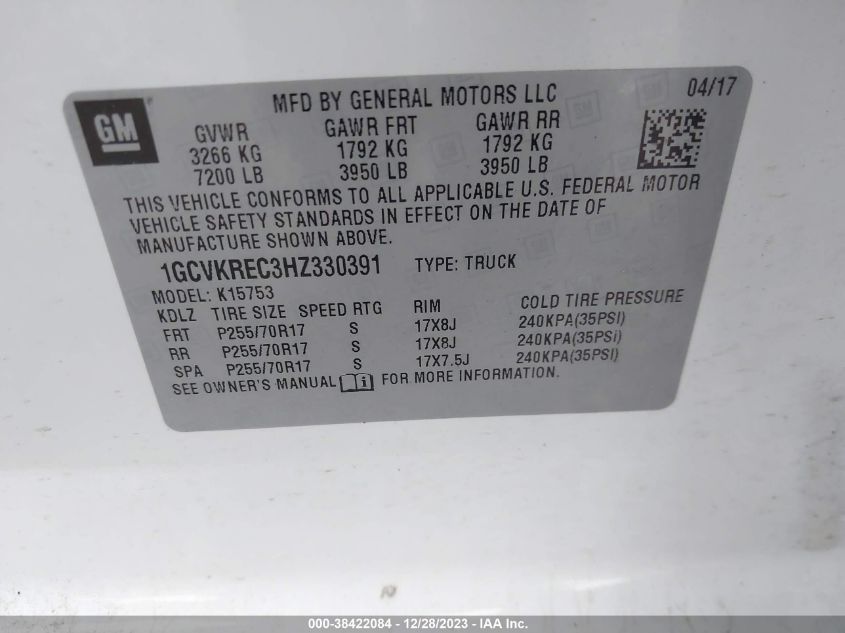 GM
MFD BY GENERAL MOTORS LLC
04/17
GVWR GAWR FRT GAWR RR
3266 KG 1792 KG 1792 KG
7200 LB 3950 LB 3950 LB
THIS VEHICLE CONFORMS TO ALL APPLICABLE U.S. FEDERAL MOTOR
VEHICLE SAFETY STANDARDS IN EFFECT ON THE DATE OF
MANUFACTURE SHOWN ABOVE.
1GCVKREC3HZ330391 TYPE: TRUCK
MODEL: K15753
KDLZ TIRE SIZE SPEED RTG RIM COLD TIRE PRESSURE
FRT P255/70R17 S 17X8J 240KPA(35PSI)
RR P255/70R17 S 17X8J 240KPA(35PSI)
SPA P255/70R17 S 17X7.5J 240KPA(35PSI)
SEE OWNER'S MANUAL i FOR MORE INFORMATION.
000-38422084 - 12/28/2023 - IAA Inc.